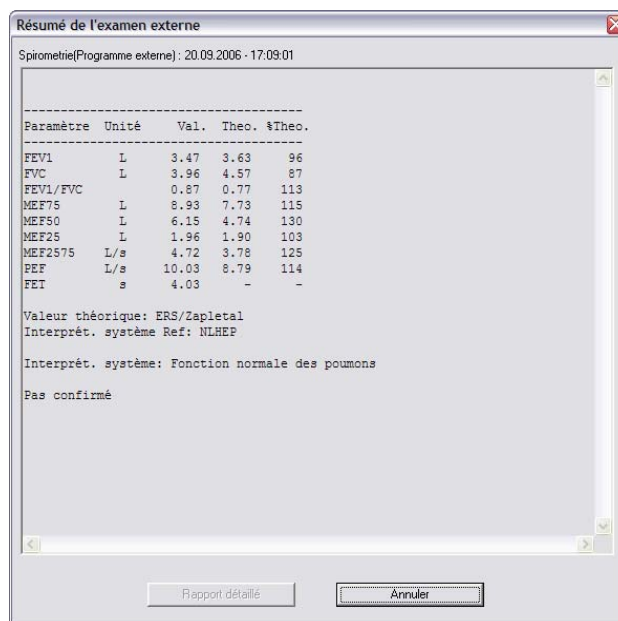 Résumé de l'examen externe
Spirometrie(Programme externe) : 20.09.2006 - 17:09:01
---------------------------------------
Paramètre Unité Val. Theo. %Theo.
---------------------------------------
FEV1 L 3.47 3.63 96
FVC L 3.96 4.57 87
FEV1/FVC 0.87 0.77 113
MEF75 L 8.93 7.73 115
MEF50 L 6.15 4.74 130
MEF25 L 1.96 1.90 103
MEF2575 L/s 4.72 3.78 125
PEF L/s 10.03 8.79 114
FET s 4.03 - -
Valeur théorique: ERS/Zapletal
Interprét. système Ref: NLHEP
Interprét. système: Fonction normale des poumons
Pas confirmé
Rapport détaillé Annuler